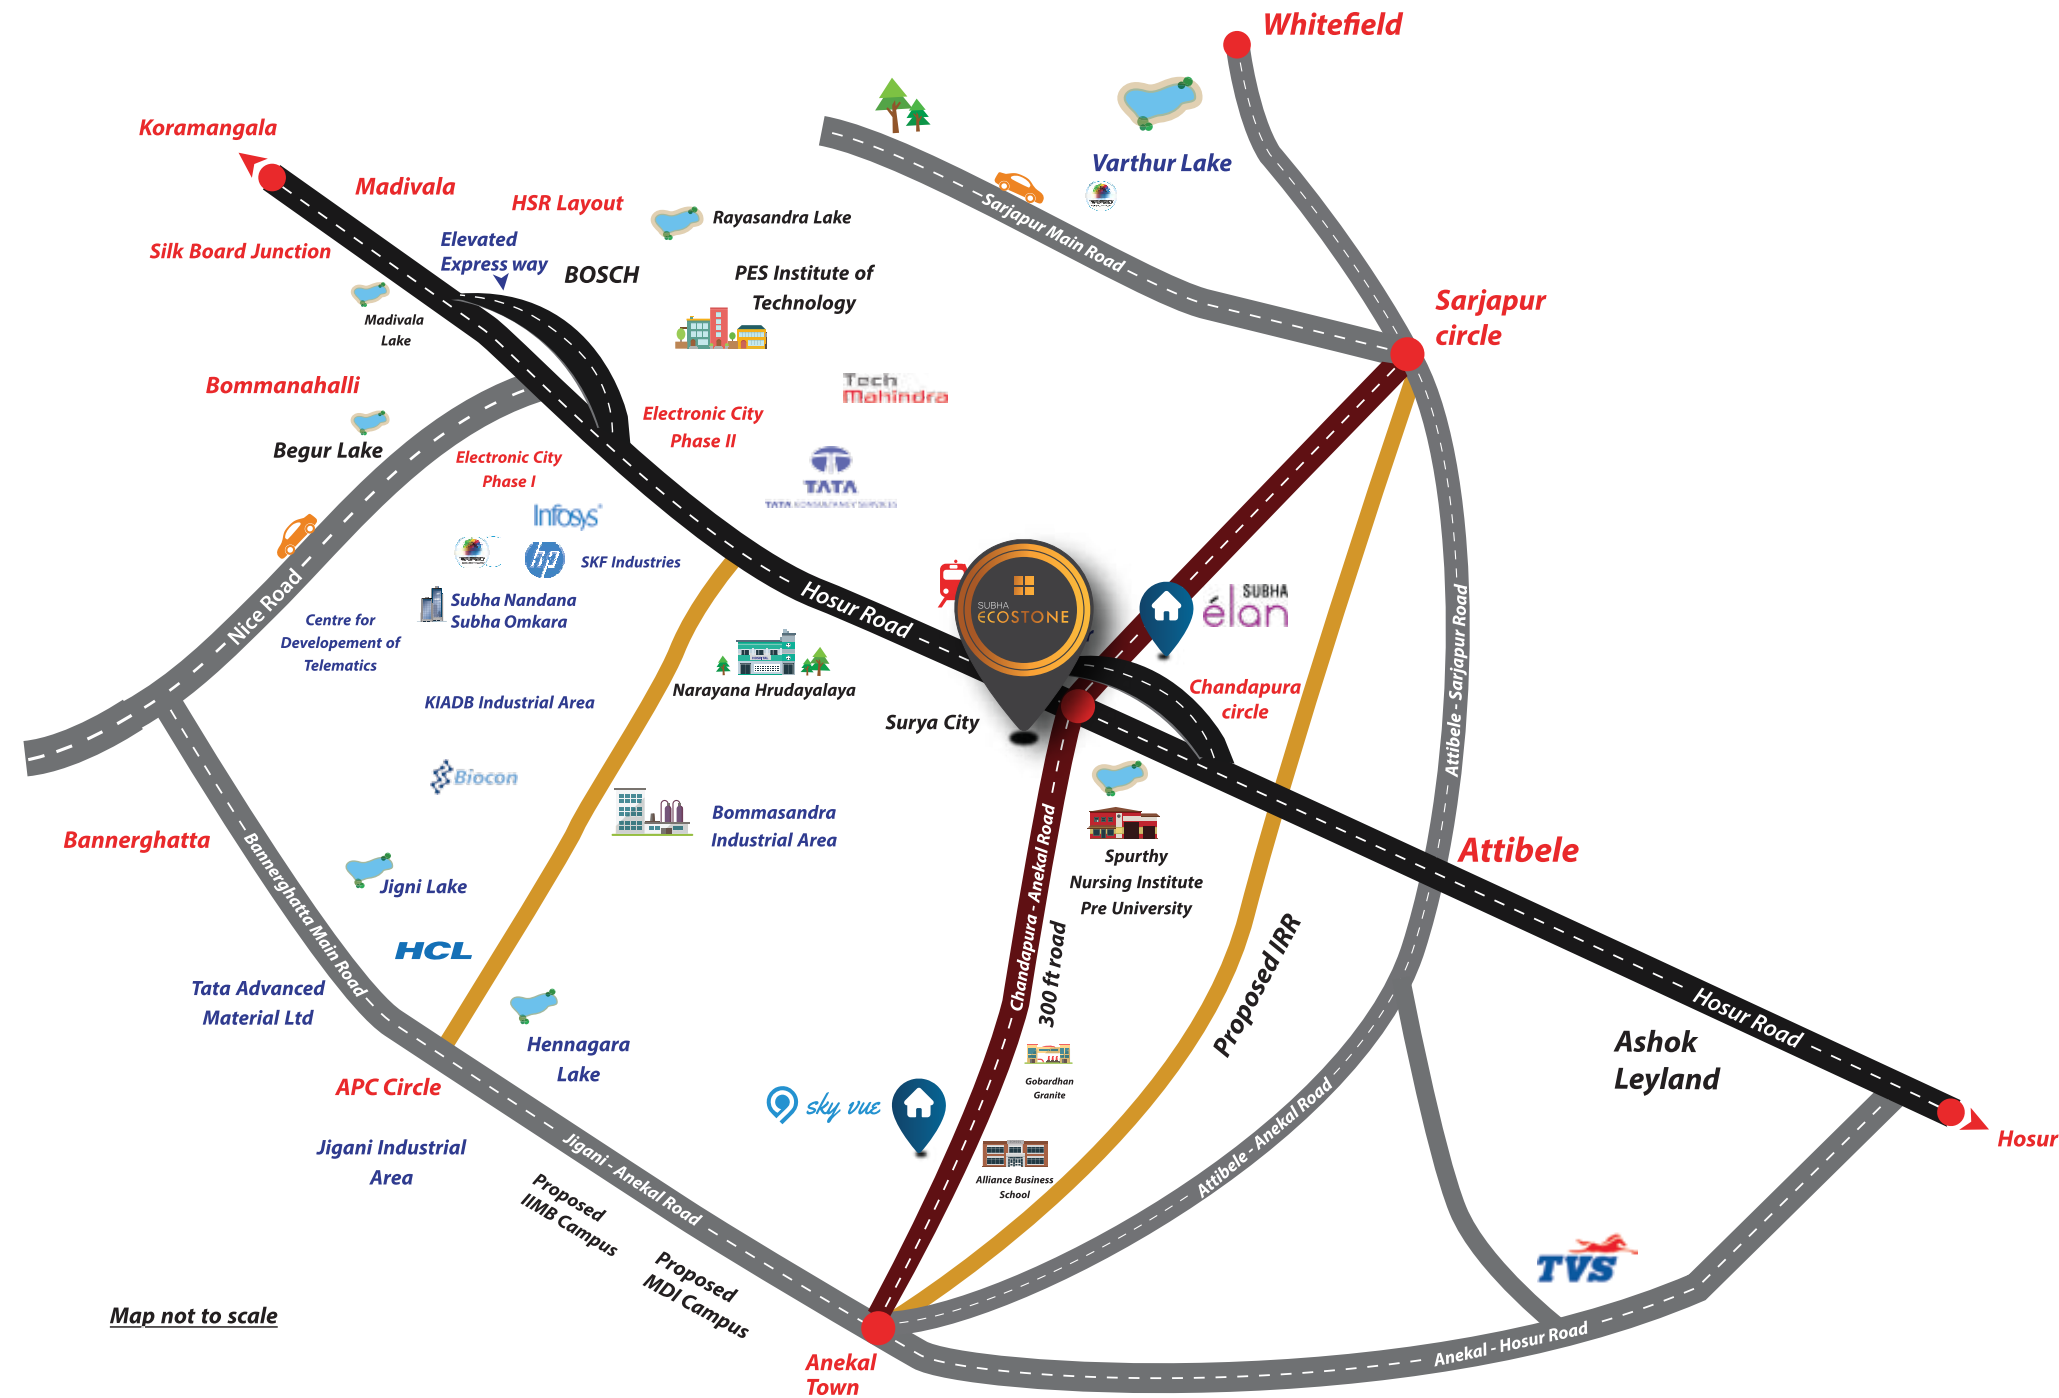 Whitefield
Koramangala
Varthur Lake
Madivala
HSR Layout
Rayasandra Lake
Sarjapur Main Road
Silk Board Junction
Elevated
Express way
BOSCH
PES Institute of
Technology
Sarjapur
circle
Madivala
Lake
Bommanahalli
Tech
Mahindra
Electronic City
Phase II
Begur Lake
Electronic City
Phase I
TATA
TATA CONSULTANCY SERVICES
Infosys
hp
SKF Industries
Nice Road
Subha Nandana
Subha Omkara
Centre for
Developement of
Telematics
Hosur Road
SUBHA
ECOSTONE
SUBHA
élan
Attibele - Sarjapur Road
Narayana Hrudayalaya
KIADB Industrial Area
Surya City
Chandapura
circle
Biocon
Bommasandra
Industrial Area
Bannerghatta
Bannerghatta Main Road
Jigni Lake
Chandapura - Anekal Road
300 ft road
Spurthy
Nursing Institute
Pre University
Attibele
HCL
Proposed IRR
Tata Advanced
Material Ltd
Hennagara
Lake
Hosur Road
Ashok
Leyland
APC Circle
Gobardhan
Granite
sky vue
Attibele - Anekal Road
Hosur
Jigani Industrial
Area
Jigani - Anekal Road
Alliance Business
School
Proposed
IIMB Campus
Proposed
MDI Campus
TVS
Map not to scale
Anekal - Hosur Road
Anekal
Town